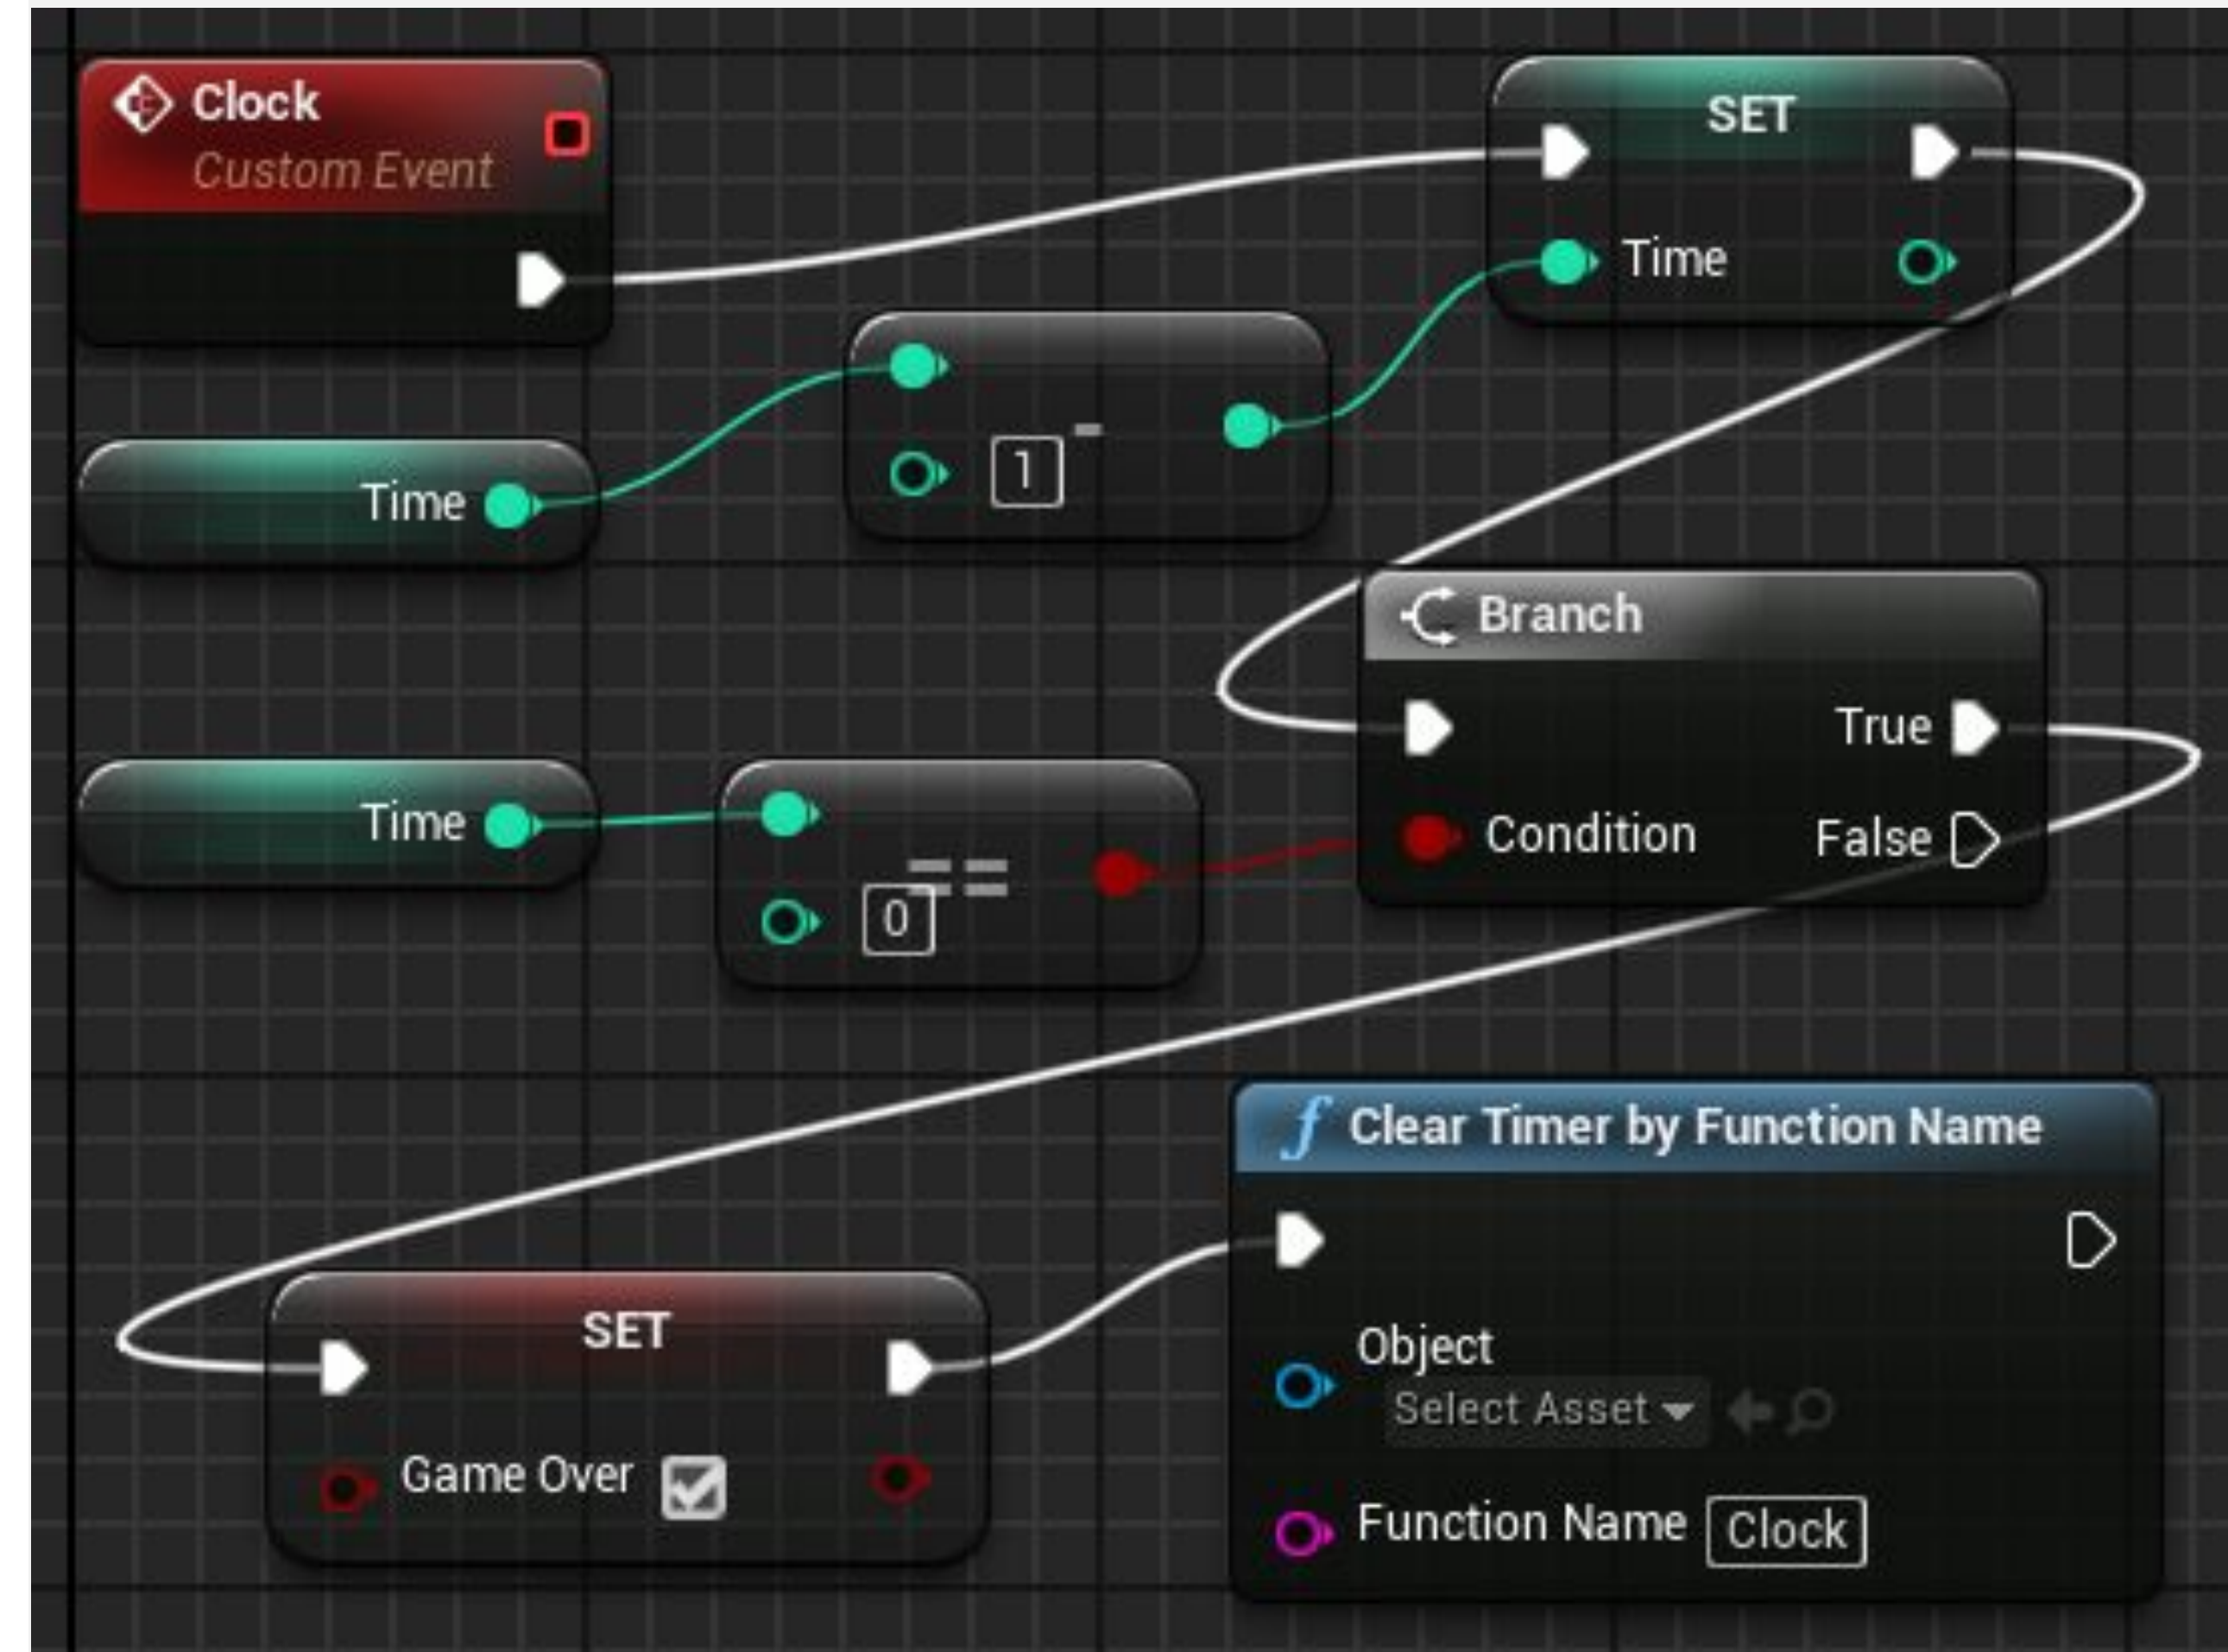 Clock
Custom Event
SET
Time
Time
1 -
Branch
True
Condition
False
Time
==
0
Clear Timer by Function Name
SET
Object
Select Asset
Game Over
Function Name Clock